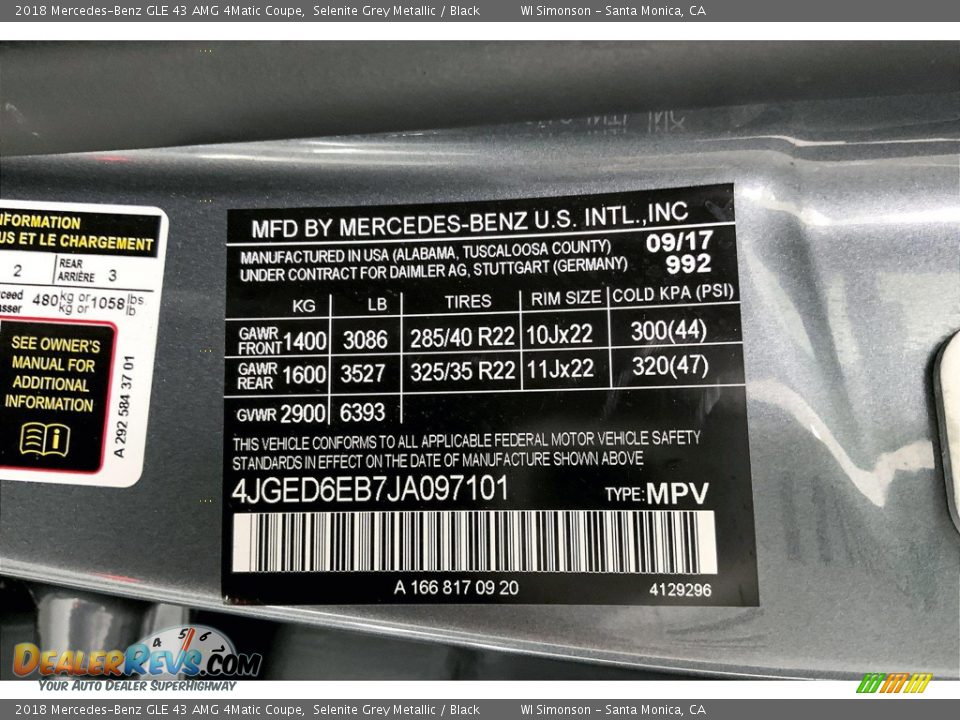 2018 Mercedes-Benz GLE 43 AMG 4Matic Coupe, Selenite Grey Metallic / Black WI Simonson - Santa Monica, CA
MFD BY MERCEDES-BENZ U.S. INTL.,INC
MANUFACTURED IN USA (ALABAMA, TUSCALOOSA COUNTY) 09/17
UNDER CONTRACT FOR DAIMLER AG, STUTTGART (GERMANY) 992
KG LB TIRES RIM SIZE COLD KPA (PSI)
GAWR FRONT 1400 3086 285/40 R22 10Jx22 300(44)
GAWR REAR 1600 3527 325/35 R22 11Jx22 320(47)
GVWR 2900 6393
THIS VEHICLE CONFORMS TO ALL APPLICABLE FEDERAL MOTOR VEHICLE SAFETY
STANDARDS IN EFFECT ON THE DATE OF MANUFACTURE SHOWN ABOVE
4JGED6EB7JA097101 TYPE: MPV
A 166 817 09 20 4129296
NFORMATION
US ET LE CHARGEMENT
2 REAR ARRIÈRE 3
480 kg or 1058 lbs.
kg or lb
SEE OWNER'S
MANUAL FOR
ADDITIONAL
INFORMATION
A 292 584 37 01
4 5 6
DEALERREVS.COM
YOUR AUTO DEALER SUPERHIGHWAY
2018 Mercedes-Benz GLE 43 AMG 4Matic Coupe, Selenite Grey Metallic / Black WI Simonson - Santa Monica, CA